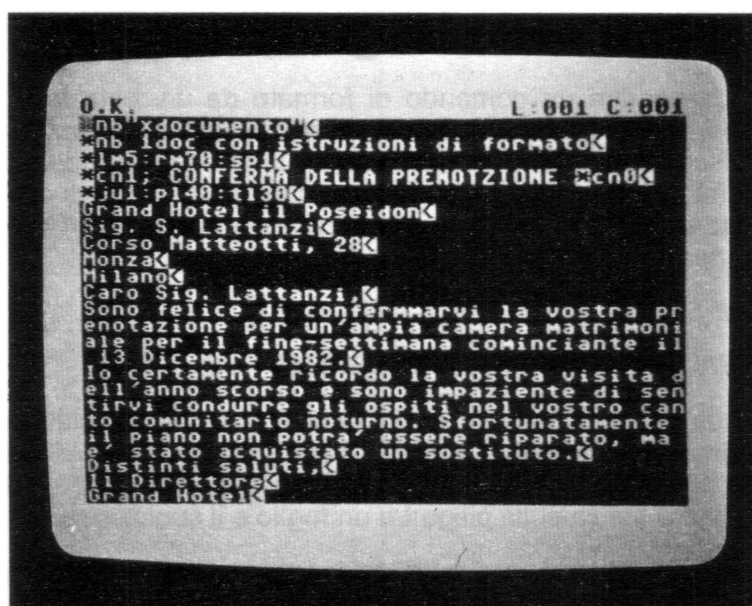 O.K. L:001 C:001
*nb"xdocumento"<
*nb 1doc con istruzioni di formato<
*lm5:rm70:sp1<
*cn1; CONFERMA DELLA PRENOTZIONE *cn0<
*ju1:pl40:tl30<
Grand Hotel il Poseidon<
Sig. S. Lattanzi<
Corso Matteotti, 28<
Monza<
Milano<
Caro Sig. Lattanzi,<
Sono felice di confermmarvi la vostra pr
enotazione per un'ampia camera matrimoni
ale per il fine-settimana cominciante il
13 Dicembre 1982.<
Io certamente ricordo la vostra visita d
ell'anno scorso e sono impaziente di sen
tirvi condurre gli ospiti nel vostro can
to comunitario noturno. Sfortunatamente
il piano non potra' essere riparato, ma
e' stato acquistato un sostituto.<
Distinti saluti,<
Il Direttore<
Grand Hotel<